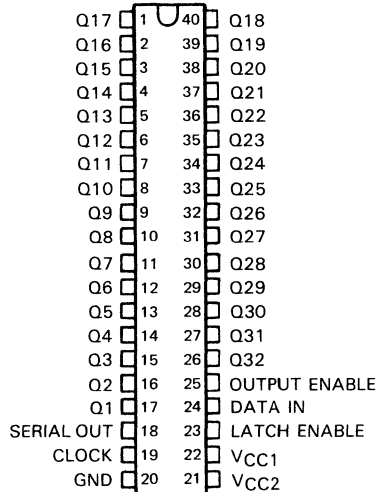 Q17 1 40 Q18
Q16 2 39 Q19
Q15 3 38 Q20
Q14 4 37 Q21
Q13 5 36 Q22
Q12 6 35 Q23
Q11 7 34 Q24
Q10 8 33 Q25
Q9 9 32 Q26
Q8 10 31 Q27
Q7 11 30 Q28
Q6 12 29 Q29
Q5 13 28 Q30
Q4 14 27 Q31
Q3 15 26 Q32
Q2 16 25 OUTPUT ENABLE
Q1 17 24 DATA IN
SERIAL OUT 18 23 LATCH ENABLE
CLOCK 19 22 VCC1
GND 20 21 VCC2